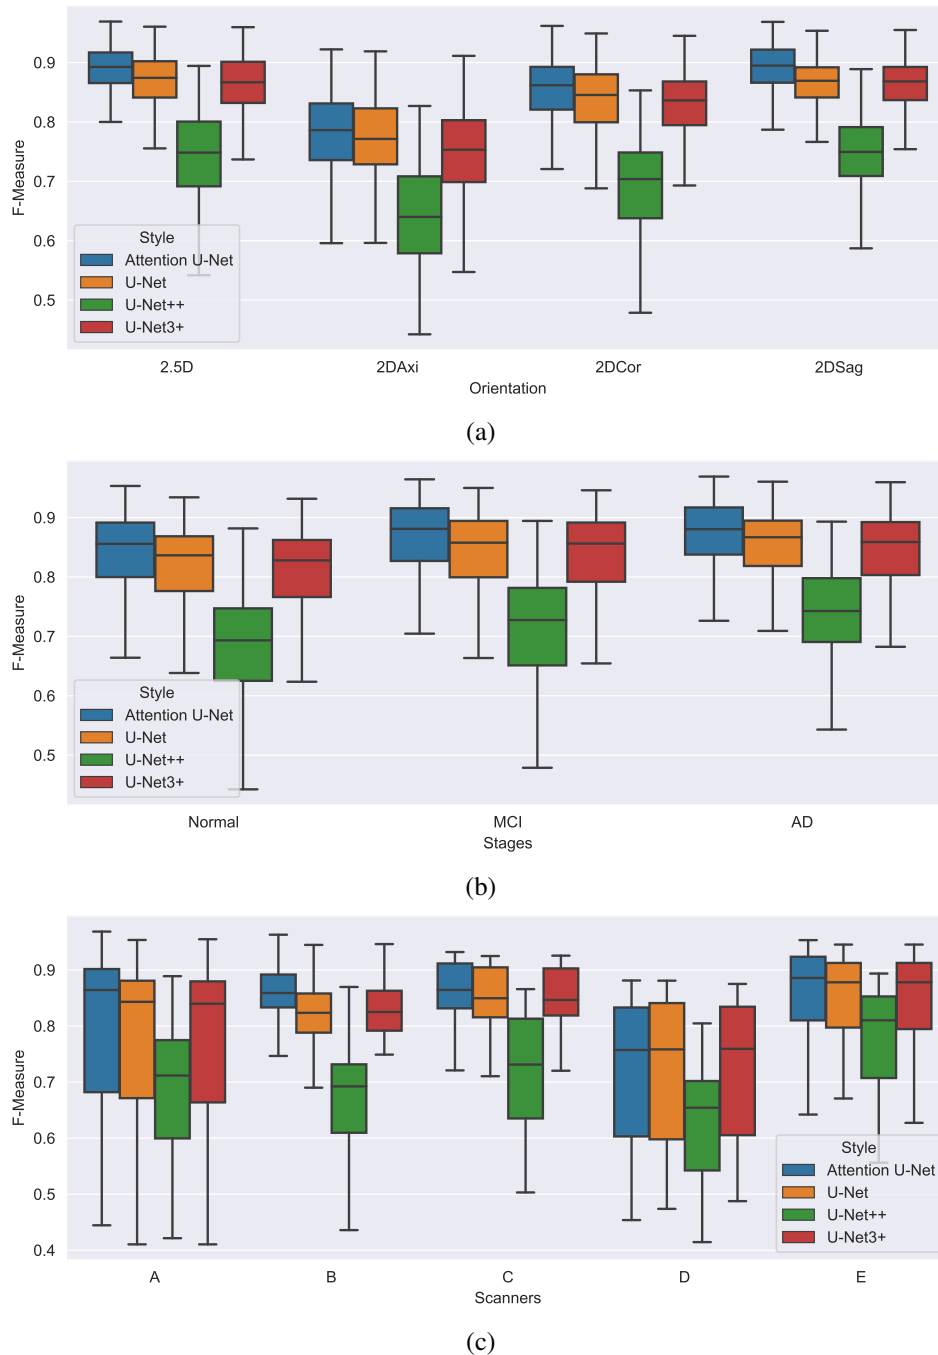 0.9
0.8
0.7
0.6
0.5
F-Measure
Style
Attention U-Net
U-Net
U-Net++
U-Net3+
2.5D 2DAxi 2DCor 2DSag
Orientation
(a)
0.9
0.8
0.7
0.6
0.5
F-Measure
Style
Attention U-Net
U-Net
U-Net++
U-Net3+
Normal MCI AD
Stages
(b)
0.9
0.8
0.7
0.6
0.5
0.4
F-Measure
Style
Attention U-Net
U-Net
U-Net++
U-Net3+
A B C D E
Scanners
(c)